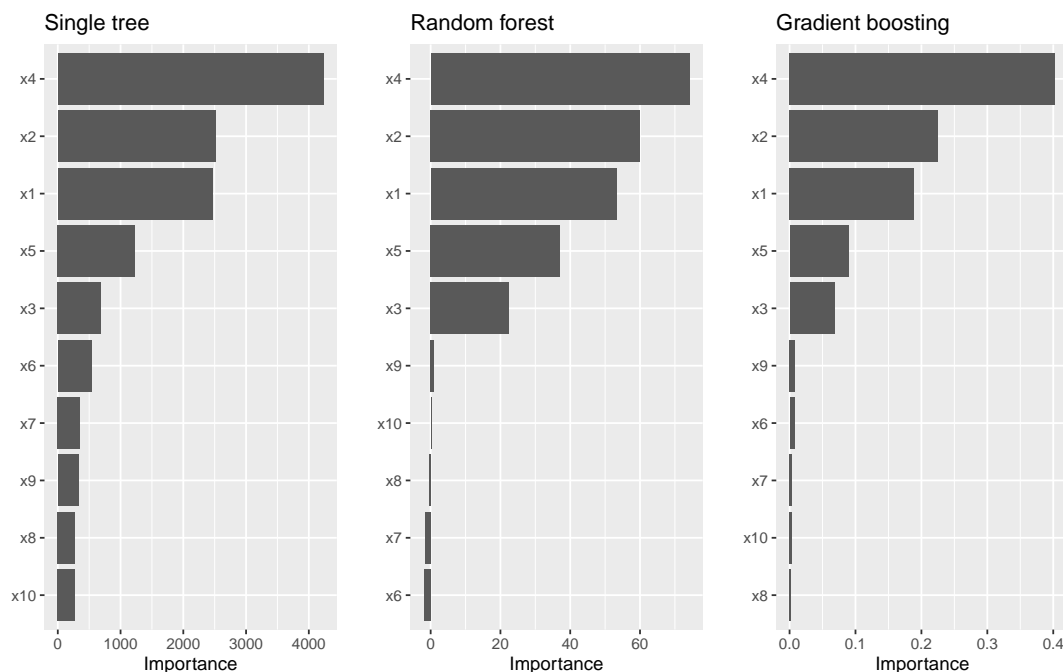 Single tree
x4
x2
x1
x5
x3
x6
x7
x9
x8
x10
0 1000 2000 3000 4000
Importance
Random forest
x4
x2
x1
x5
x3
x9
x10
x8
x7
x6
0 20 40 60
Importance
Gradient boosting
x4
x2
x1
x5
x3
x9
x6
x7
x10
x8
0.0 0.1 0.2 0.3 0.4
Importance